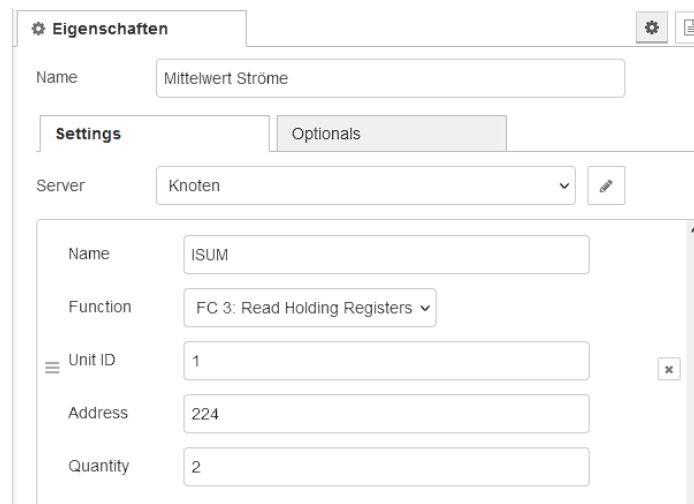 Eigenschaften
Name Mittelwert Ströme
Settings Optionals
Server Knoten
Name ISUM
Function FC 3: Read Holding Registers
Unit ID 1
Address 224
Quantity 2